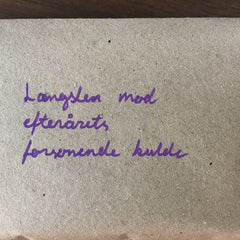 Længslen mod
efterårets
forsonende kulde